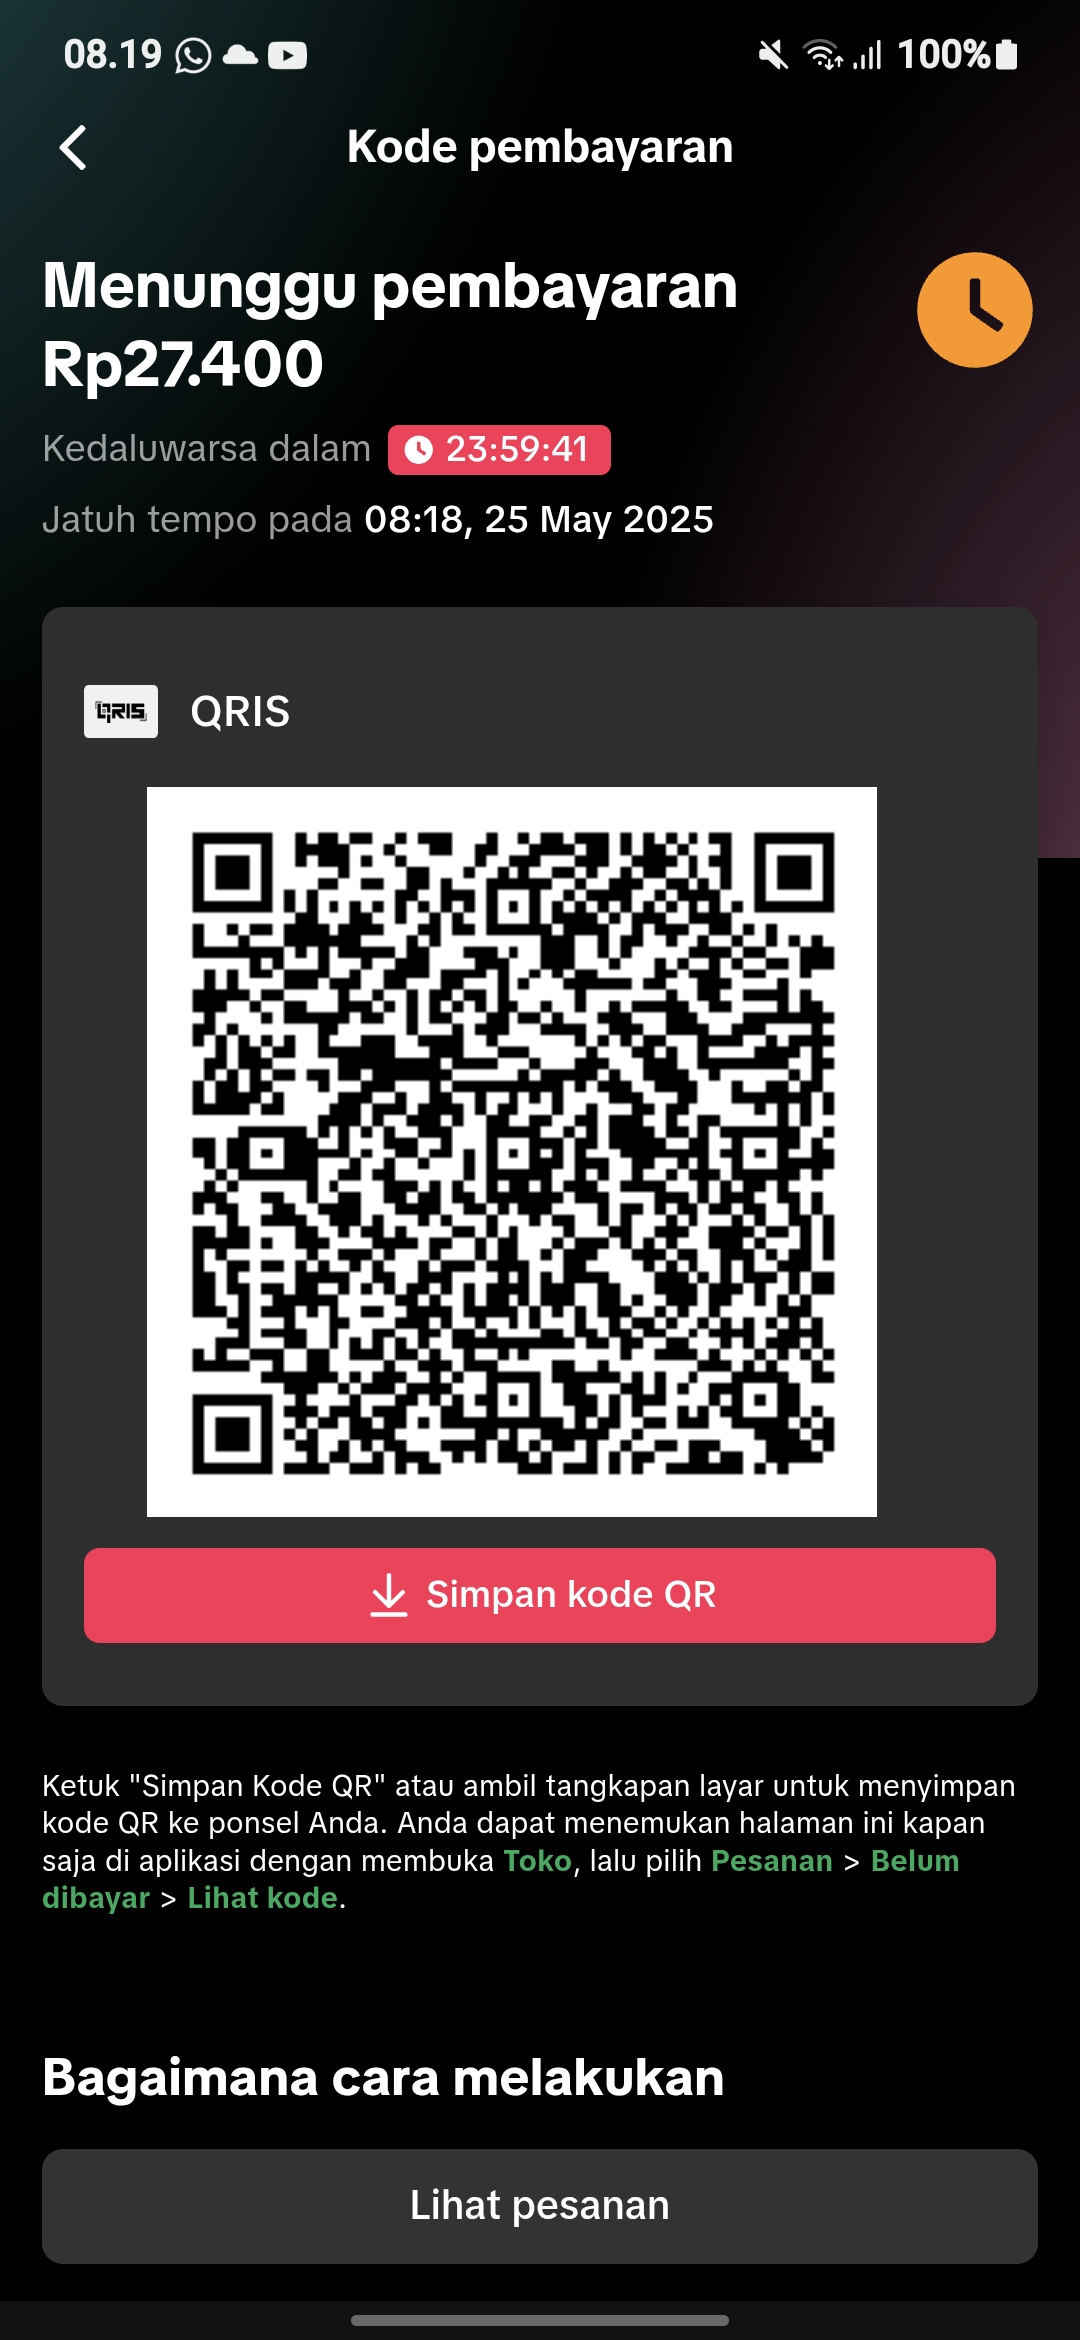 08.19
100%
Kode pembayaran
Menunggu pembayaran
Rp27.400
Kedaluwarsa dalam 23:59:41
Jatuh tempo pada 08:18, 25 May 2025
QRIS QRIS
Simpan kode QR
Ketuk "Simpan Kode QR" atau ambil tangkapan layar untuk menyimpan
kode QR ke ponsel Anda. Anda dapat menemukan halaman ini kapan
saja di aplikasi dengan membuka Toko, lalu pilih Pesanan > Belum
dibayar > Lihat kode.
Bagaimana cara melakukan
Lihat pesanan